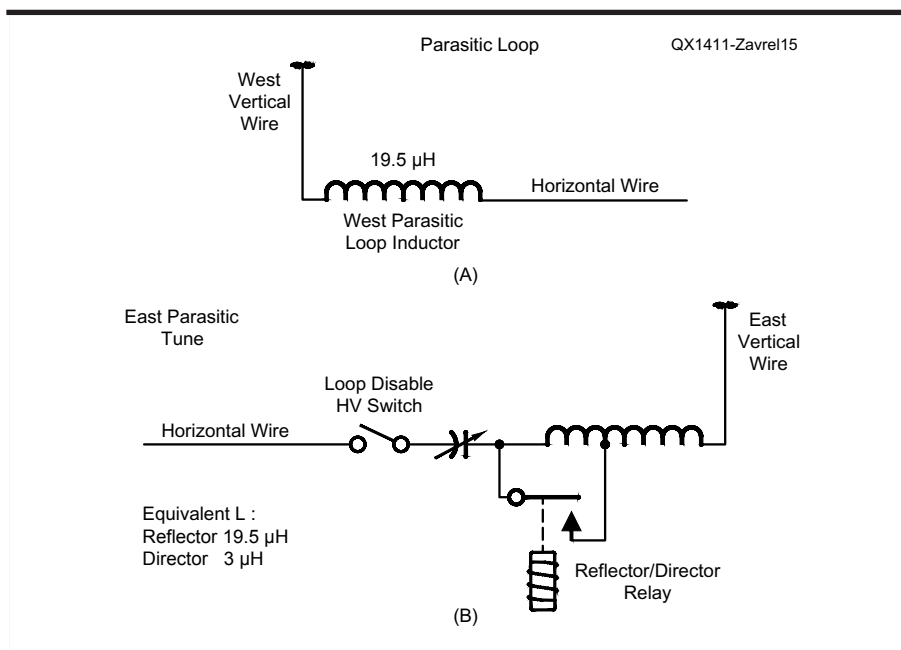 Parasitic Loop
QX1411-Zavrel15
West
Vertical
Wire
19.5 µH
Horizontal Wire
West Parasitic
Loop Inductor
(A)
East Parasitic
Tune
East
Vertical
Wire
Loop Disable
HV Switch
Horizontal Wire
Equivalent L :
Reflector 19.5 µH
Director 3 µH
Reflector/Director
Relay
(B)